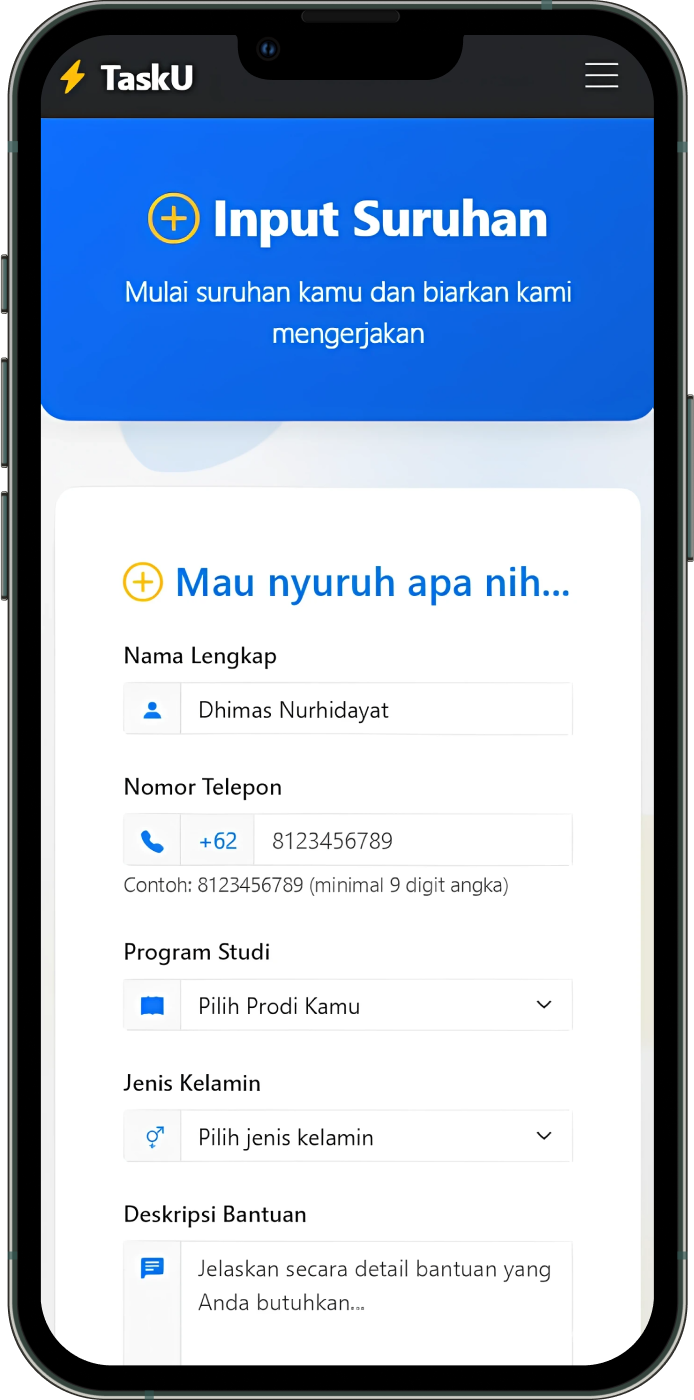 TaskU
Input Suruhan
Mulai suruhan kamu dan biarkan kami
mengerjakan
Mau nyuruh apa nih...
Nama Lengkap
Dhimas Nurhidayat
Nomor Telepon
+62 8123456789
Contoh: 8123456789 (minimal 9 digit angka)
Program Studi
Pilih Prodi Kamu
Jenis Kelamin
Pilih jenis kelamin
Deskripsi Bantuan
Jelaskan secara detail bantuan yang
Anda butuhkan...